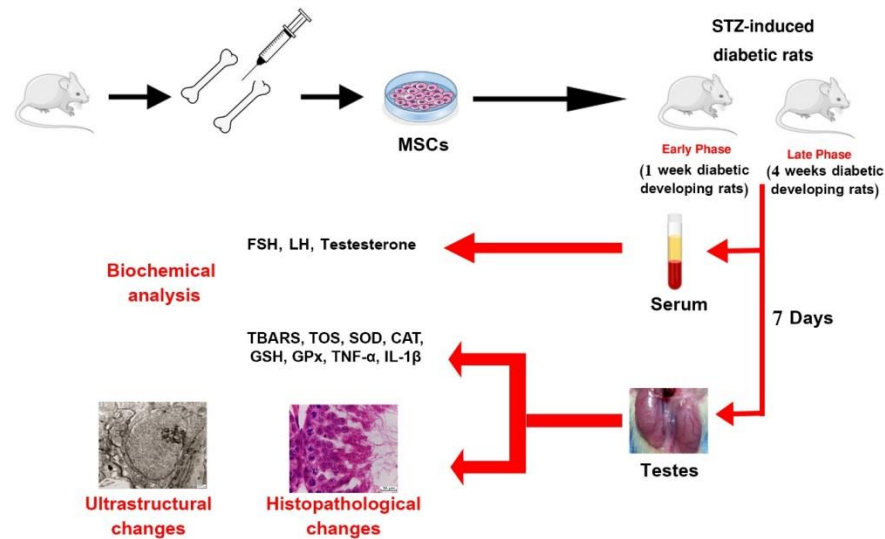 STZ-induced
diabetic rats
MSCs
Early Phase
(1 week diabetic
developing rats)
Late Phase
(4 weeks diabetic
developing rats)
FSH, LH, Testesterone
Biochemical
analysis
Serum
7 Days
TBARS, TOS, SOD, CAT,
GSH, GPx, TNF-α, IL-1β
Testes
Ultrastructural
changes
Histopathological
changes